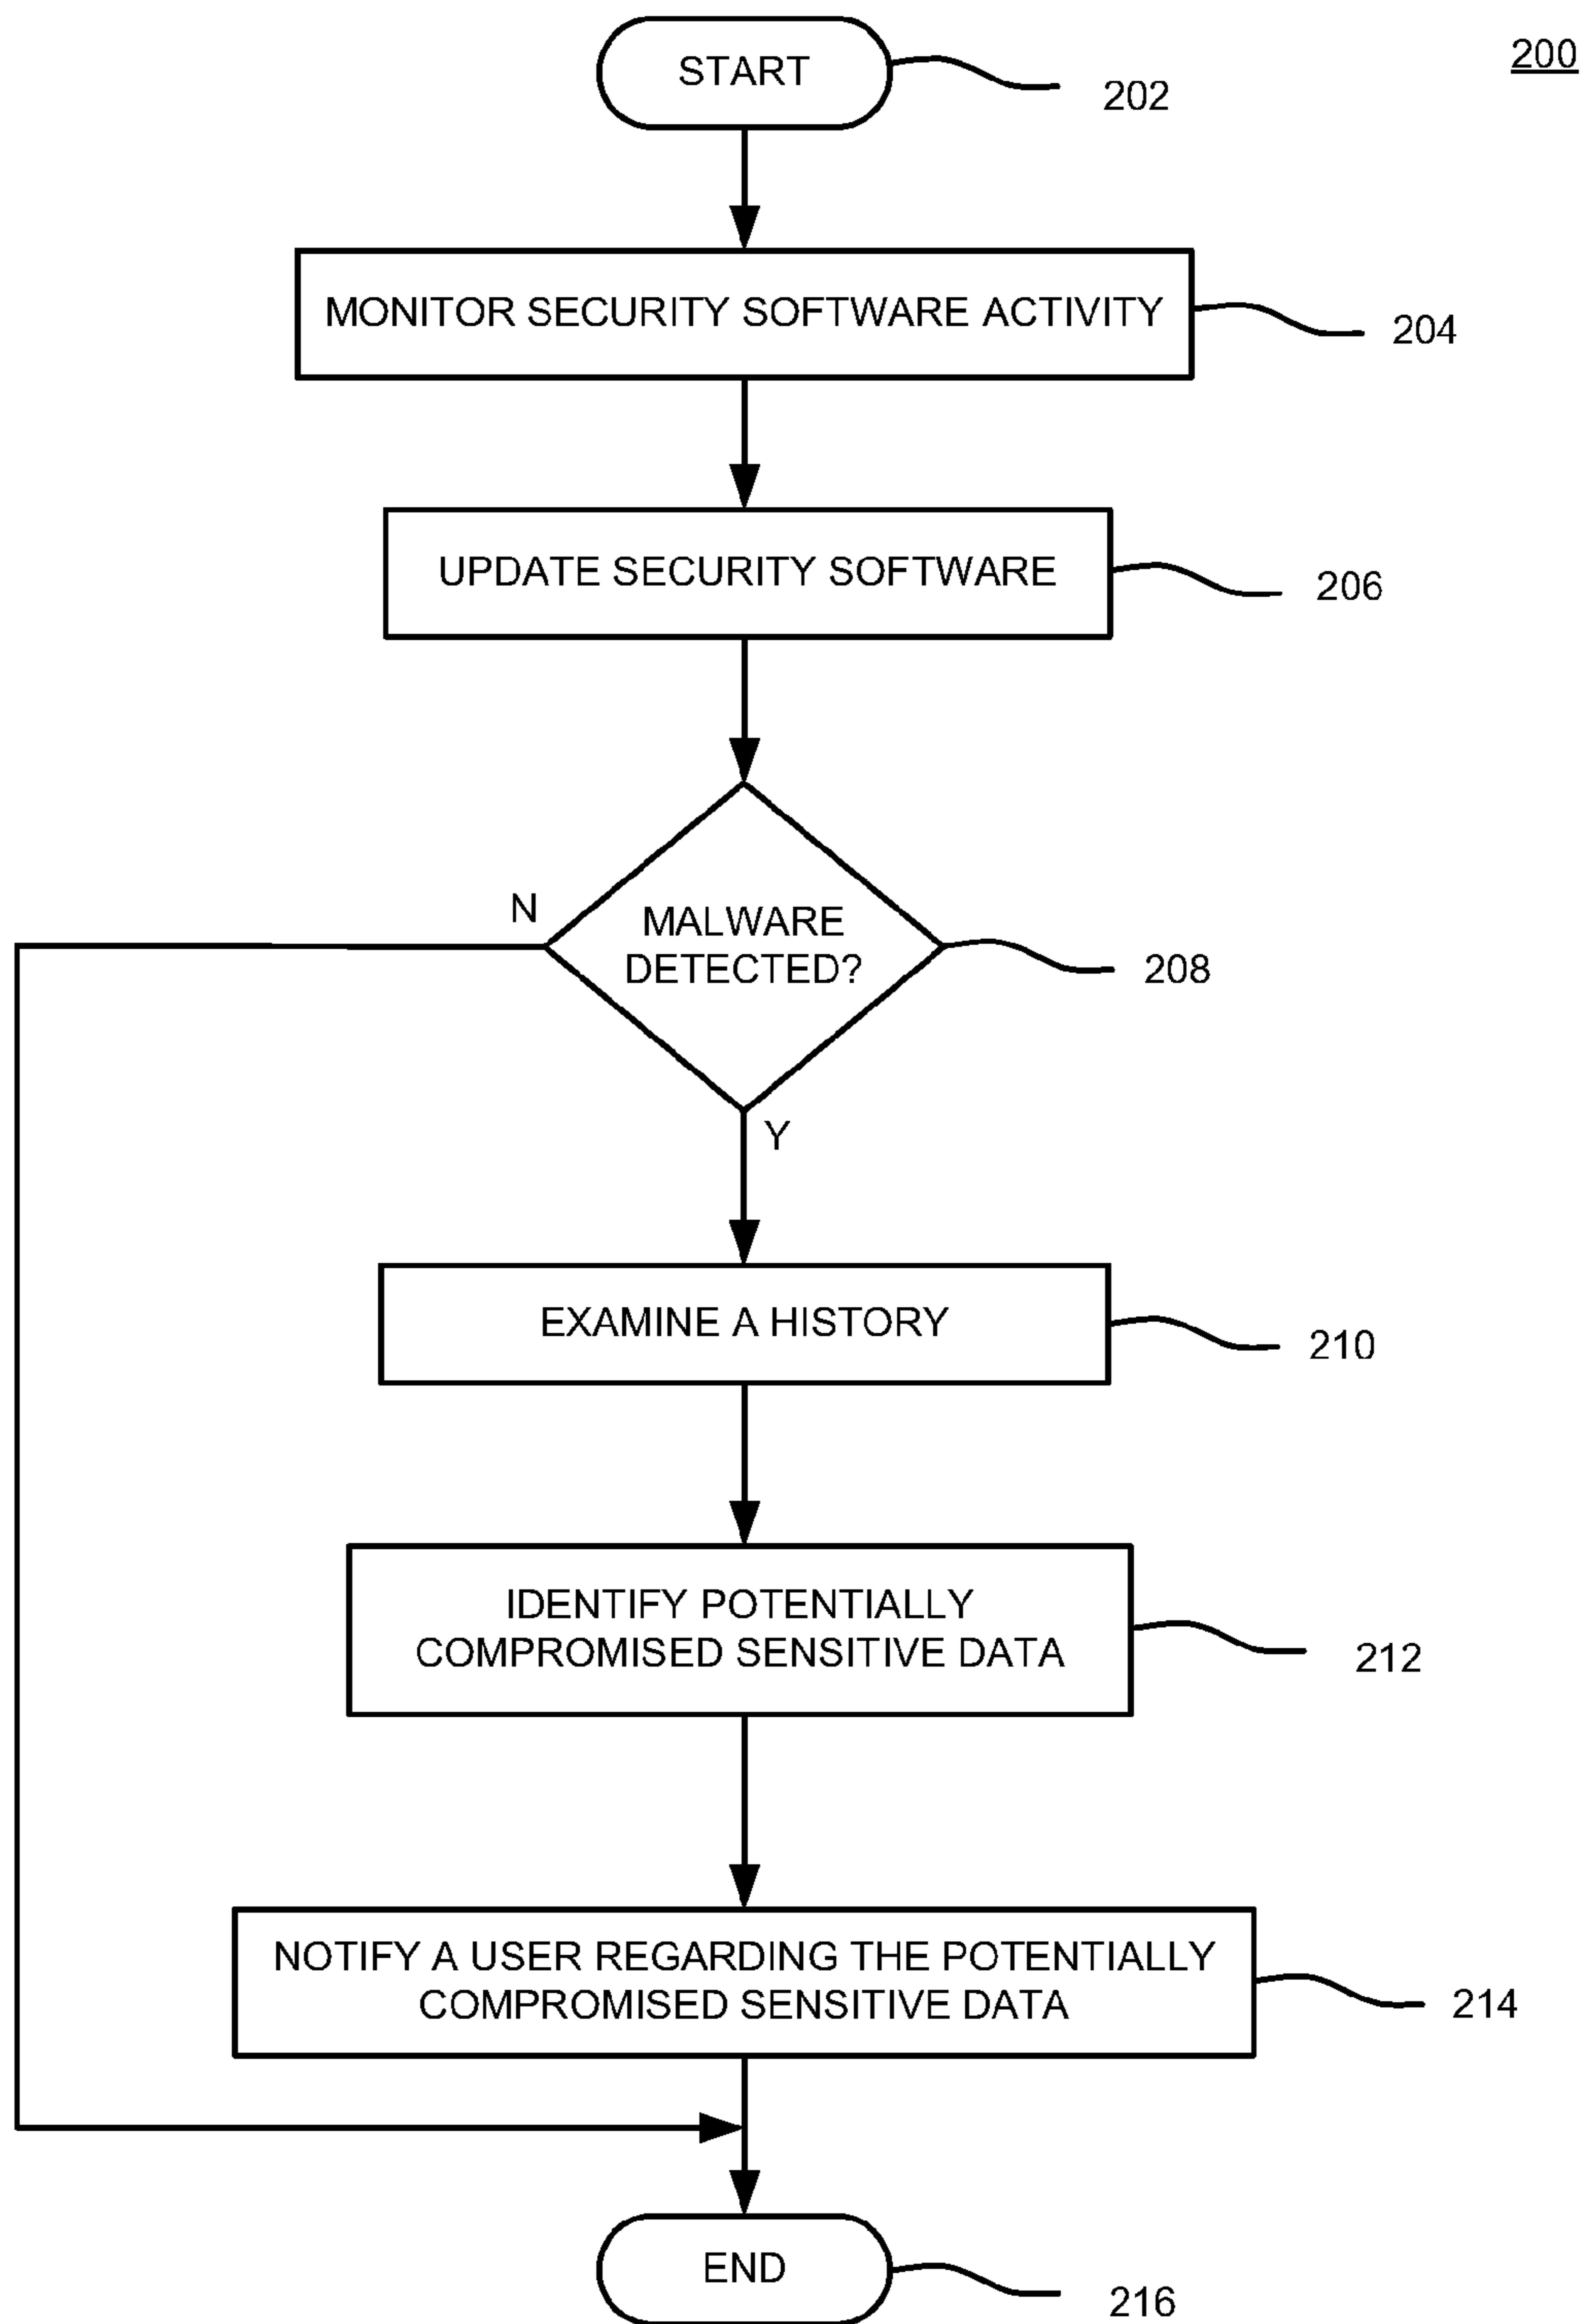 200
START
202
MONITOR SECURITY SOFTWARE ACTIVITY
204
UPDATE SECURITY SOFTWARE
206
N
MALWARE
DETECTED?
208
Y
EXAMINE A HISTORY
210
IDENTIFY POTENTIALLY
COMPROMISED SENSITIVE DATA
212
NOTIFY A USER REGARDING THE POTENTIALLY
COMPROMISED SENSITIVE DATA
214
END
216